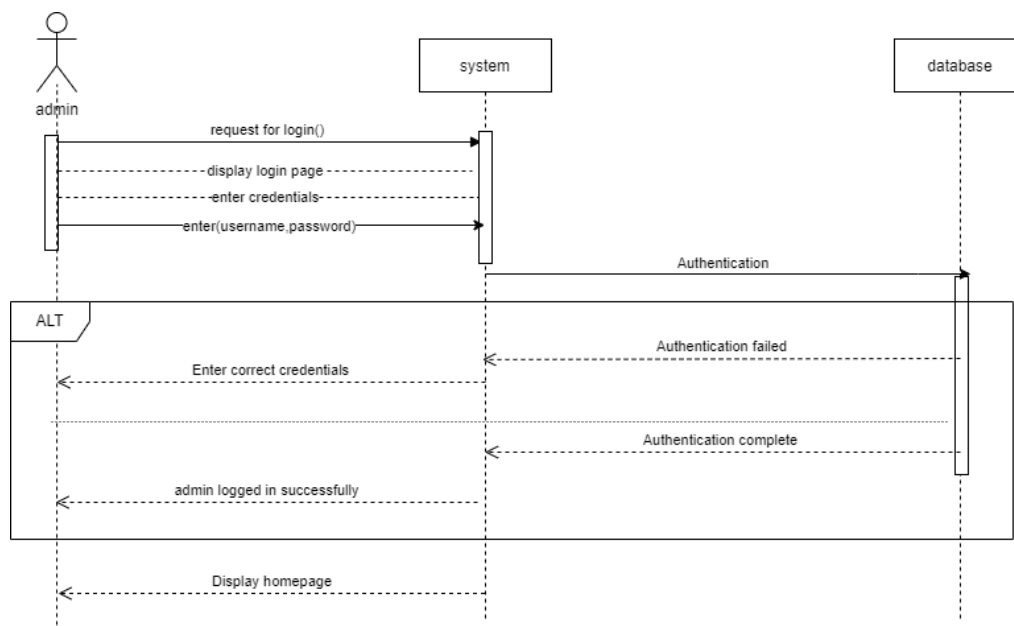 system
database
admin
request for login()
display login page
enter credentials
enter(username,password)
Authentication
ALT
Authentication failed
Enter correct credentials
Authentication complete
admin logged in successfully
Display homepage